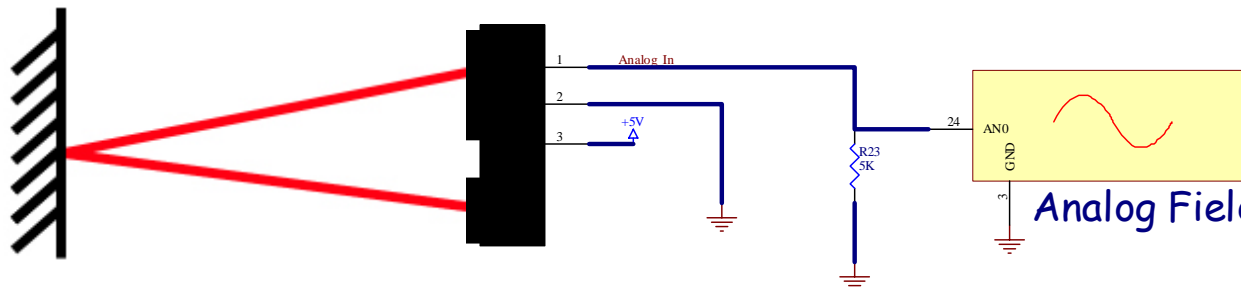 1
Analog In
2
+5V
3
R23
5K
24
AN0
GND
3
Analog Fiel